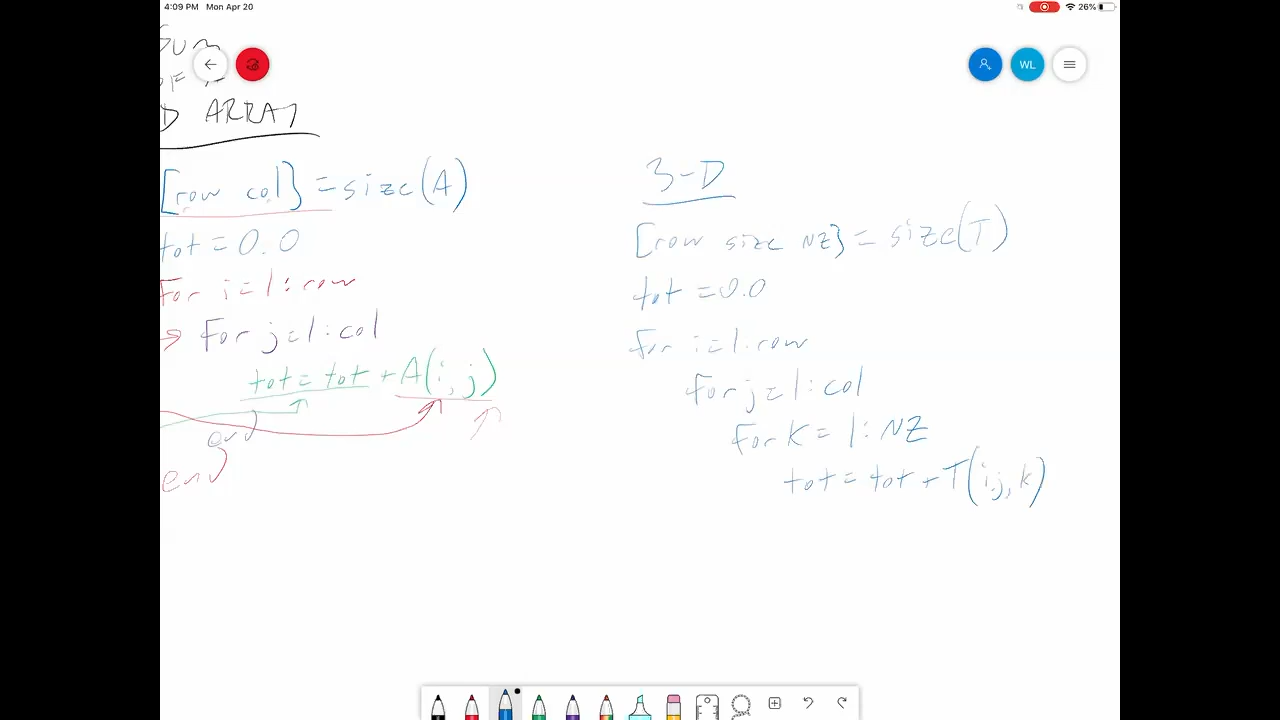 4:09 PM Mon Apr 20
26%
WL
ARRAY
[row col] = size(A)
tot = 0.0
for i=1:row
for j=1:col
tot = tot + A(i,j)
end
end
3-D
[row size NZ] = size(T)
tot = 0.0
for i=1:row
for j=1:col
for k = 1:NZ
tot = tot + T(i,j,k)